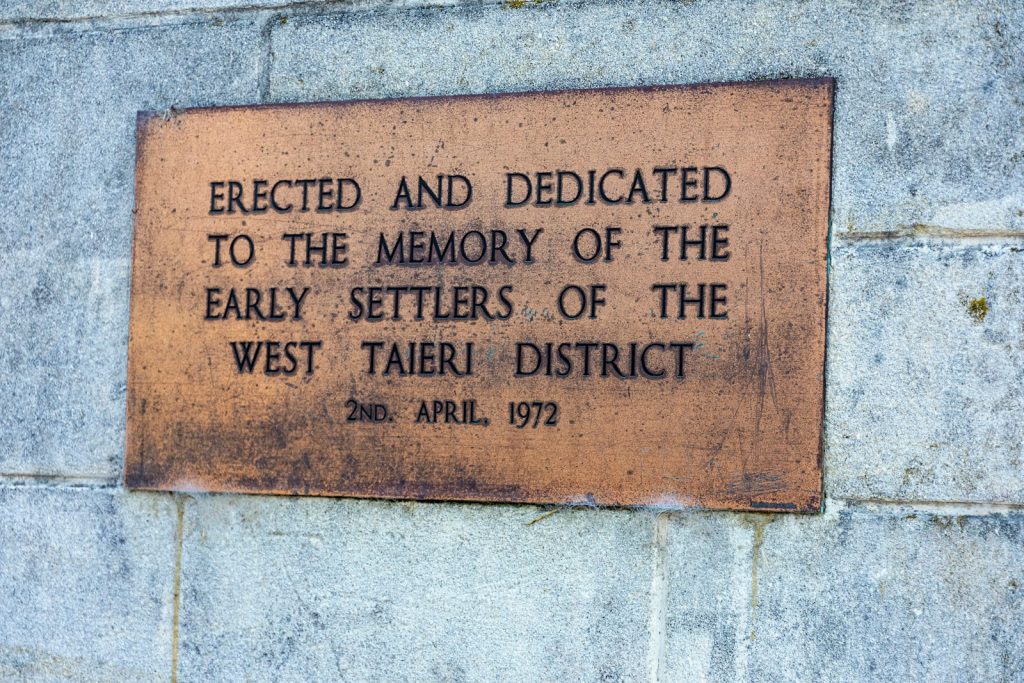 ERECTED AND DEDICATED
TO THE MEMORY OF THE
EARLY SETTLERS OF THE
WEST TAIERI DISTRICT
2ND. APRIL, 1972